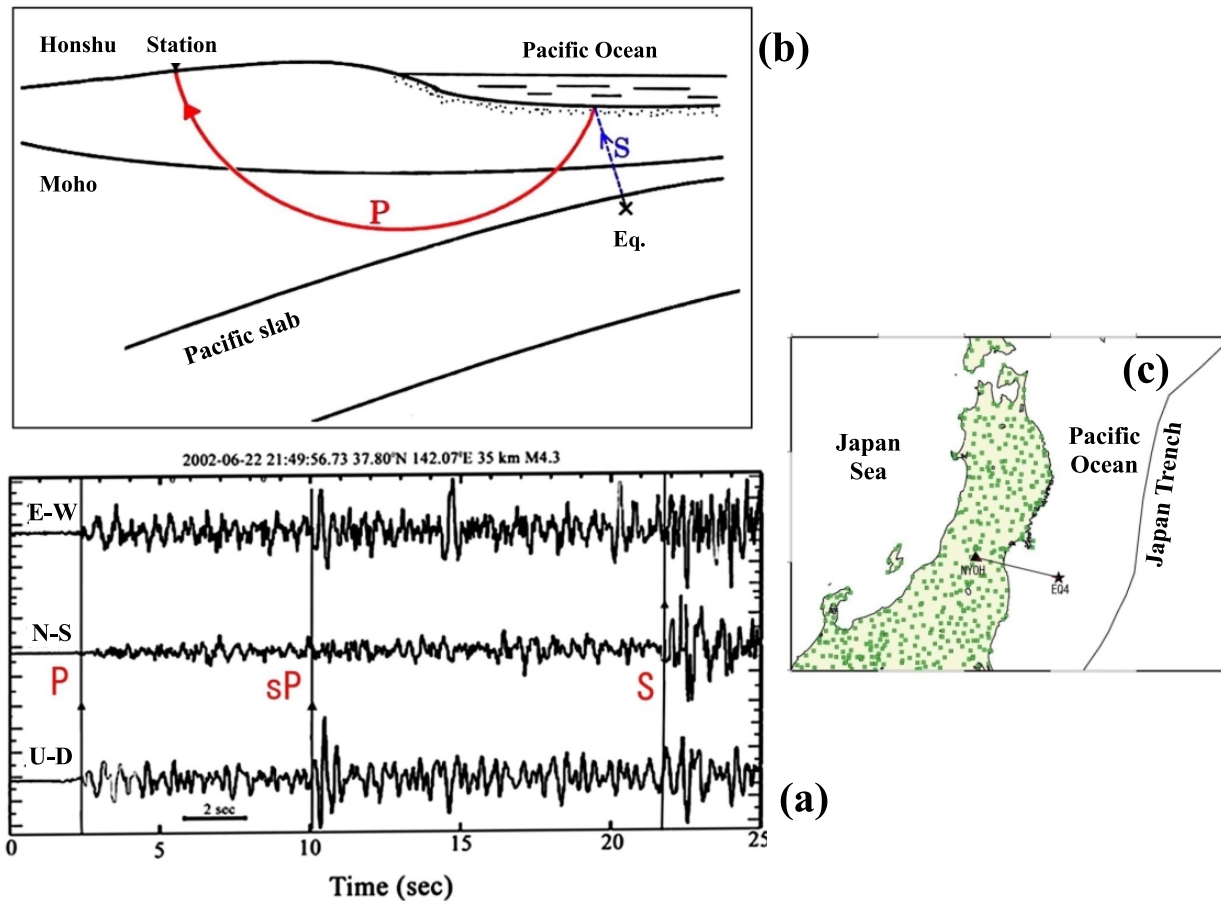 Honshu Station Pacific Ocean
(b)
S
Moho
P
Eq.
Pacific slab
(c)
Japan Sea
Pacific Ocean
Japan Trench
NYOH
EQ4
2002-06-22 21:49:56.73 37.80°N 142.07°E 35 km M4.3
E-W
N-S
P sP S
U-D
2 sec
(a)
0 5 10 15 20 25
Time (sec)